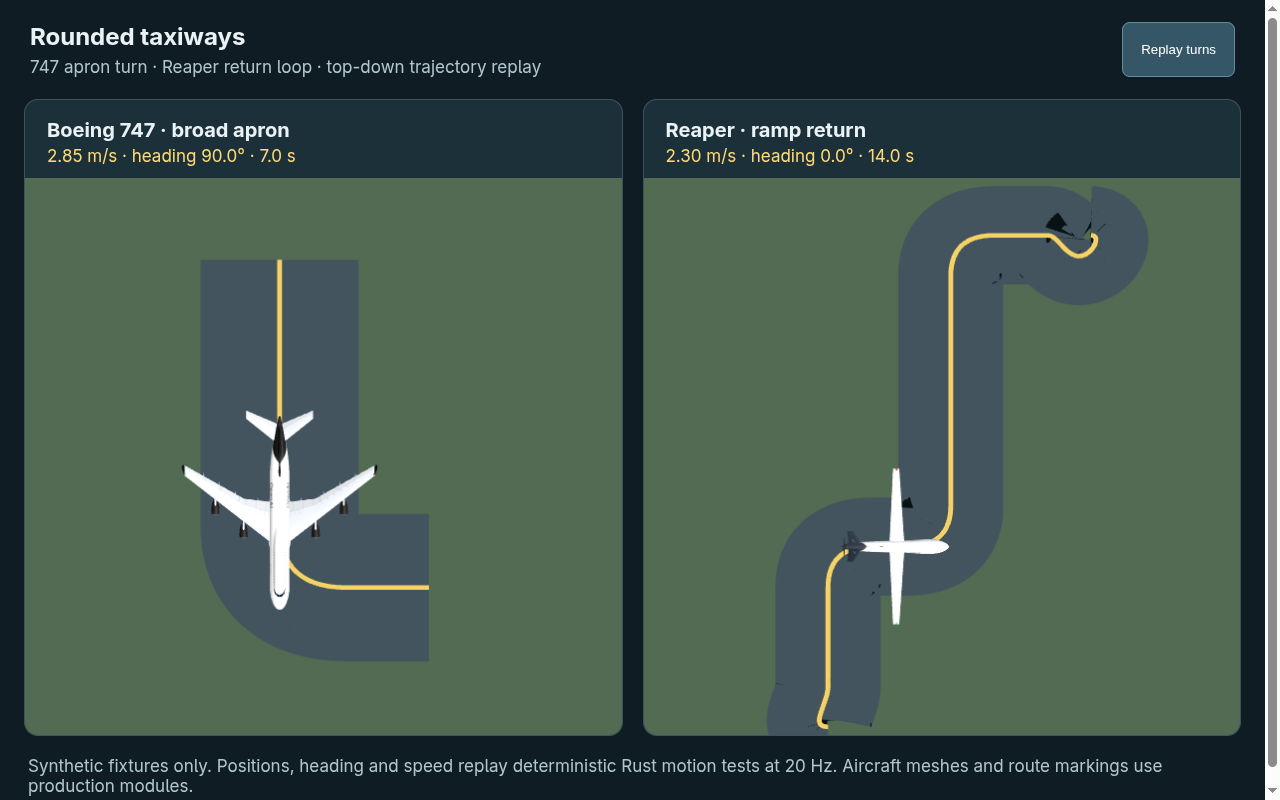 Rounded taxiways
747 apron turn · Reaper return loop · top-down trajectory replay
Replay turns
Boeing 747 · broad apron
2.85 m/s · heading 90.0° · 7.0 s
Reaper · ramp return
2.30 m/s · heading 0.0° · 14.0 s
Synthetic fixtures only. Positions, heading and speed replay deterministic Rust motion tests at 20 Hz. Aircraft meshes and route markings use
production modules.